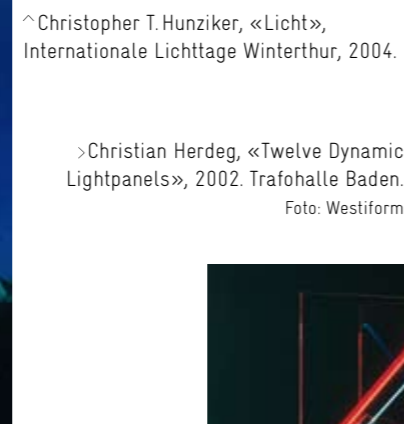 ^Christopher T. Hunziker, «Licht»,
Internationale Lichttage Winterthur, 2004.
>Christian Herdeg, «Twelve Dynamic
Lightpanels», 2002. Trafohalle Baden.
Foto: Westiform